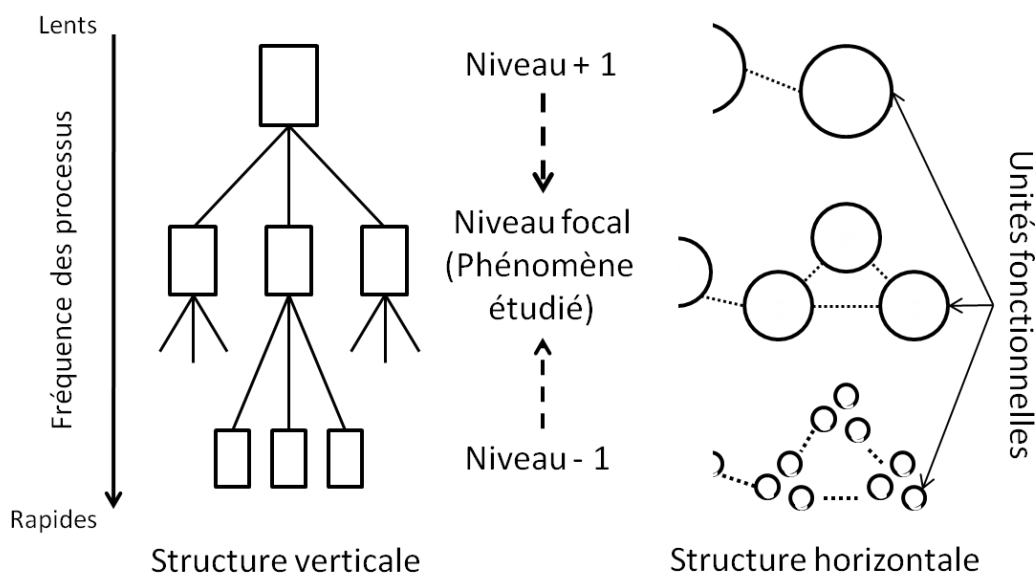 Lents
Fréquence des processus
Rapides
Structure verticale
Niveau + 1
Niveau focal
(Phénomène
étudié)
Niveau - 1
Unités fonctionnelles
Structure horizontale